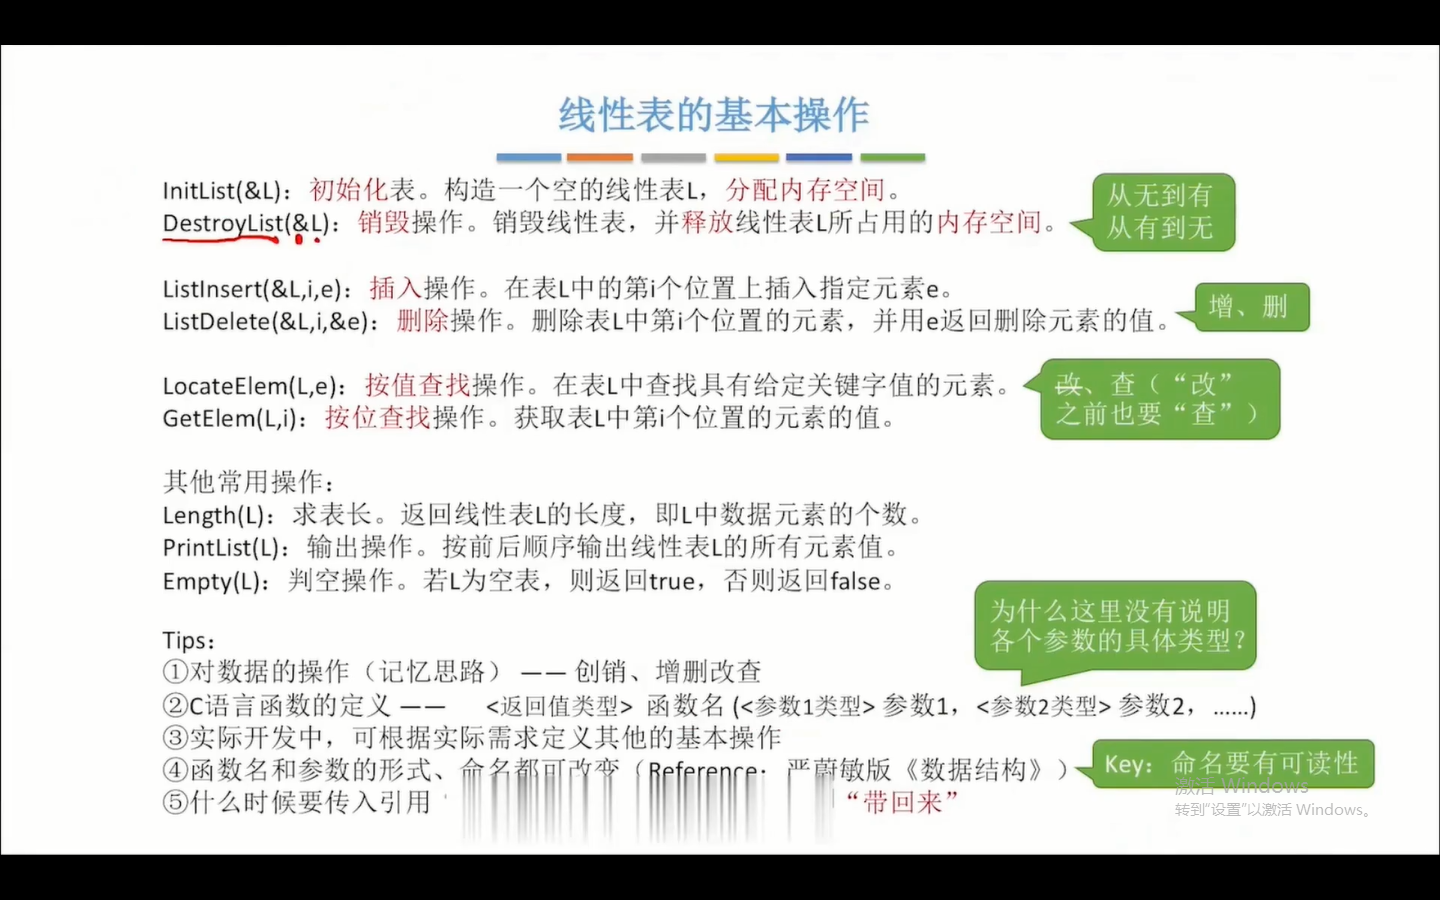 线性表的基本操作
InitList(&L)：初始化表。构造一个空的线性表L，分配内存空间。
DestroyList(&L)：销毁操作。销毁线性表，并释放线性表L所占用的内存空间。
从无到有
从有到无
ListInsert(&L,i,e)：插入操作。在表L中的第i个位置上插入指定元素e。
ListDelete(&L,i,&e)：删除操作。删除表L中第i个位置的元素，并用e返回删除元素的值。
增、删
LocateElem(L,e)：按值查找操作。在表L中查找具有给定关键字值的元素。
GetElem(L,i)：按位查找操作。获取表L中第i个位置的元素的值。
改、查（“改”
之前也要“查”）
其他常用操作：
Length(L)：求表长。返回线性表L的长度，即L中数据元素的个数。
PrintList(L)：输出操作。按前后顺序输出线性表L的所有元素值。
Empty(L)：判空操作。若L为空表，则返回true，否则返回false。
为什么这里没有说明
各个参数的具体类型？
Tips：
①对数据的操作（记忆思路） —— 创销、增删改查
②C语言函数的定义 —— <返回值类型> 函数名 (<参数1类型> 参数1，<参数2类型> 参数2，……)
③实际开发中，可根据实际需求定义其他的基本操作
④函数名和参数的形式、命名都可改变（Reference：严蔚敏版《数据结构》）
Key：命名要有可读性
⑤什么时候要传入引用 “带回来”
激活 Windows
转到“设置”以激活 Windows。